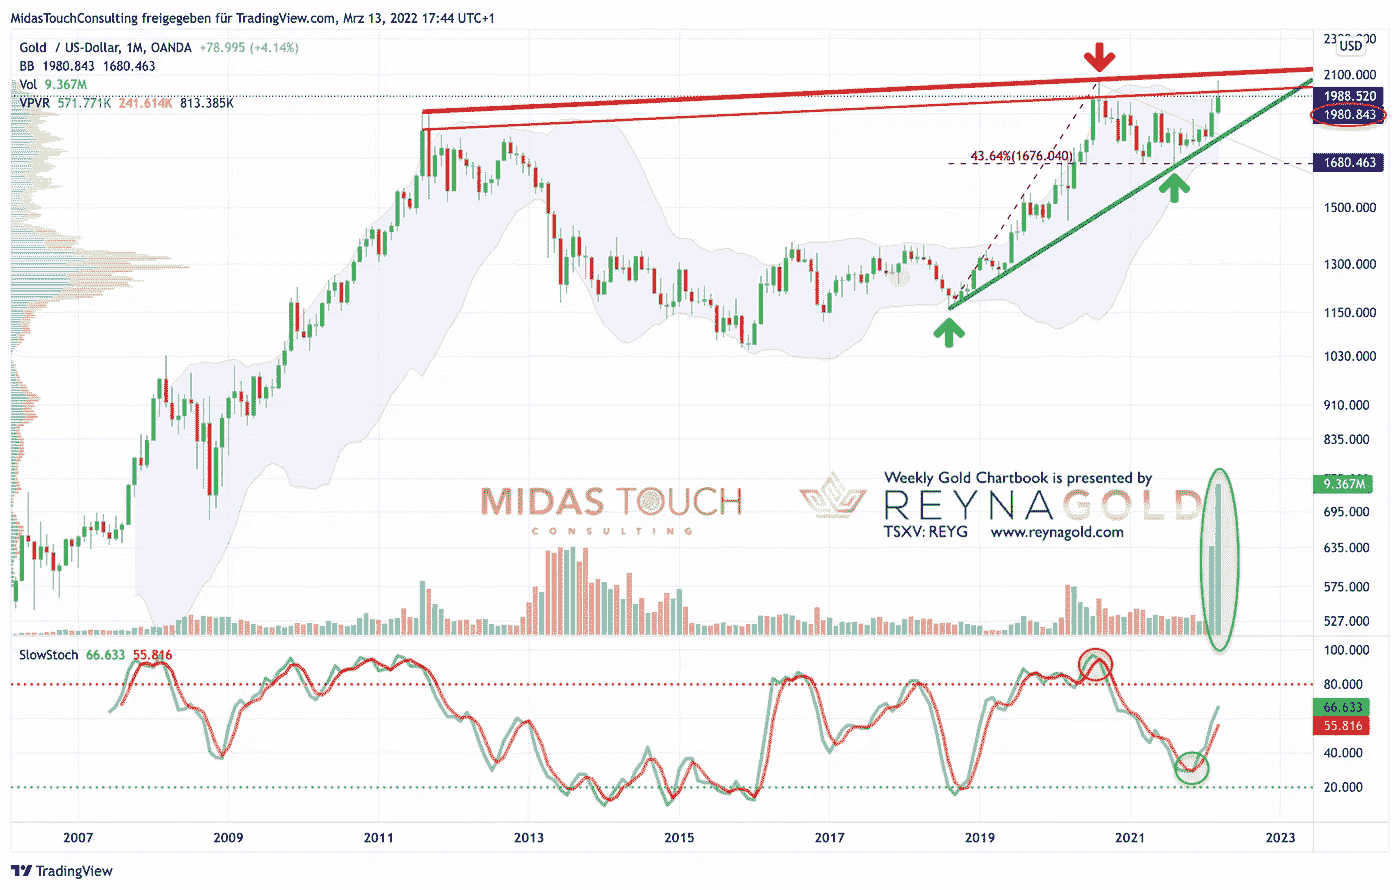 MidasTouchConsulting freigegeben für TradingView.com, Mrz 13, 2022 17:44 UTC+1
Gold / US-Dollar, 1M, OANDA +78.995 (+4.14%)
BB 1980.843 1680.463
Vol 9.367M
VPVR 571.771K 241.614K 813.385K
USD
2100.000
1988.520
1980.843
43.64%(1676.040)
1680.463
1500.000
1300.000
1150.000
1030.000
910.000
835.000
Weekly Gold Chartbook is presented by
MIDAS TOUCH
CONSULTING
REYNAGOLD
TSXV: REYG www.reynagold.com
9.367M
695.000
635.000
575.000
527.000
SlowStoch 66.633 55.816
100.000
80.000
66.633
55.816
40.000
20.000
2007 2009 2011 2013 2015 2017 2019 2021 2023
TradingView